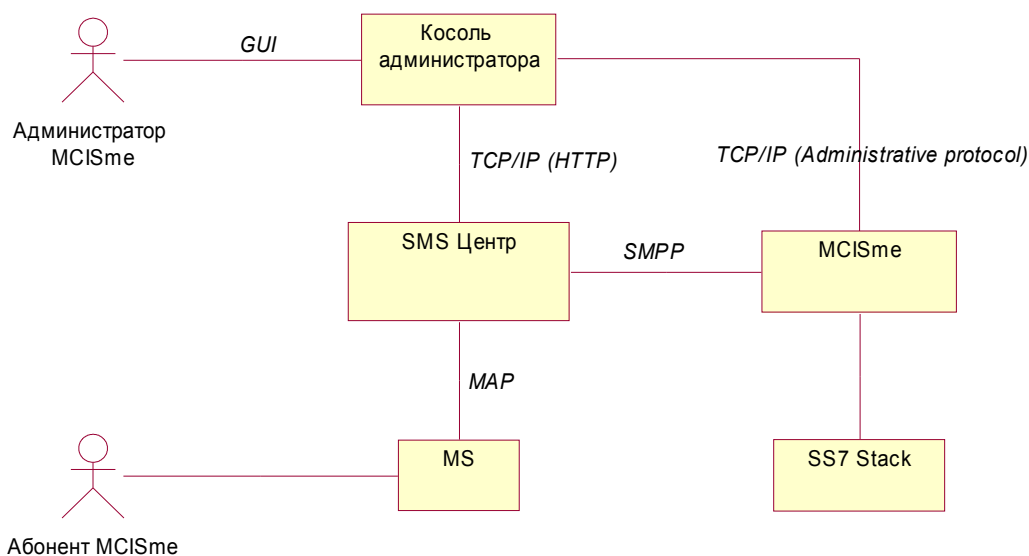 GUI
Косоль
администратора
Администратор
MCISme
TCP/IP (HTTP)
TCP/IP (Administrative protocol)
SMS Центр
SMPP
MCISme
MAP
MS
SS7 Stack
Абонент MCISme